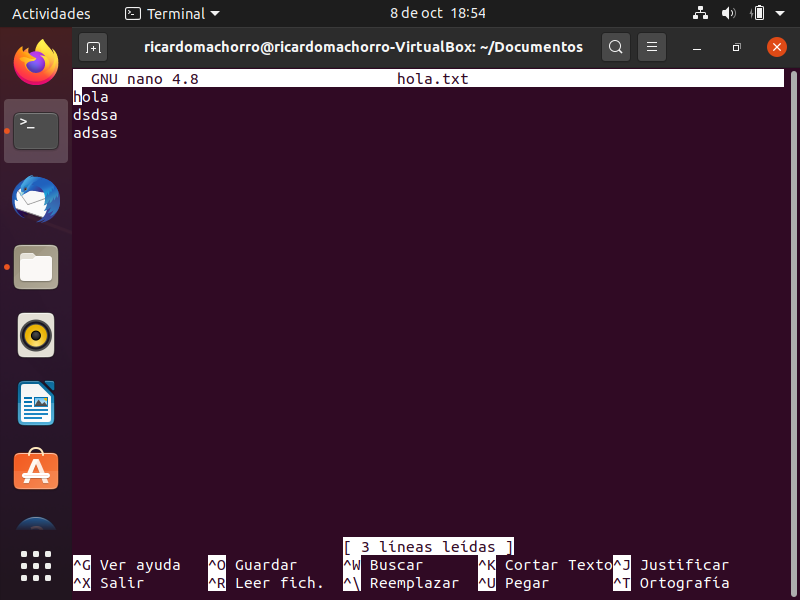 Actividades Terminal 8 de oct 18:54
ricardomachorro@ricardomachorro-VirtualBox: ~/Documentos
GNU nano 4.8 hola.txt
hola
dsdsa
adsas
[ 3 líneas leídas ]
^G Ver ayuda ^O Guardar ^W Buscar ^K Cortar Texto ^J Justificar
^X Salir ^R Leer fich. ^\ Reemplazar ^U Pegar ^T Ortografía